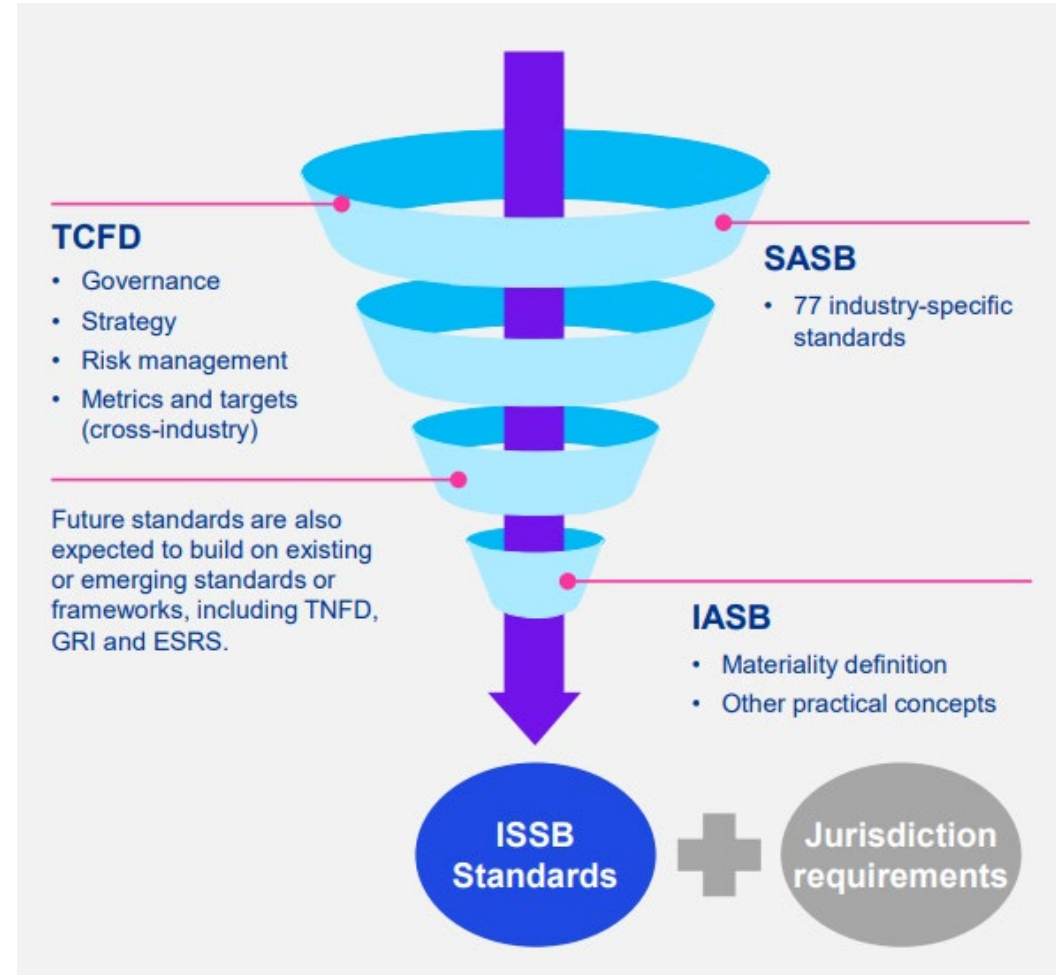 TCFD
• Governance
• Strategy
• Risk management
• Metrics and targets
(cross-industry)
SASB
• 77 industry-specific
standards
Future standards are also
expected to build on existing
or emerging standards or
frameworks, including TNFD,
GRI and ESRS.
IASB
• Materiality definition
• Other practical concepts
ISSB
Standards
Jurisdiction
requirements